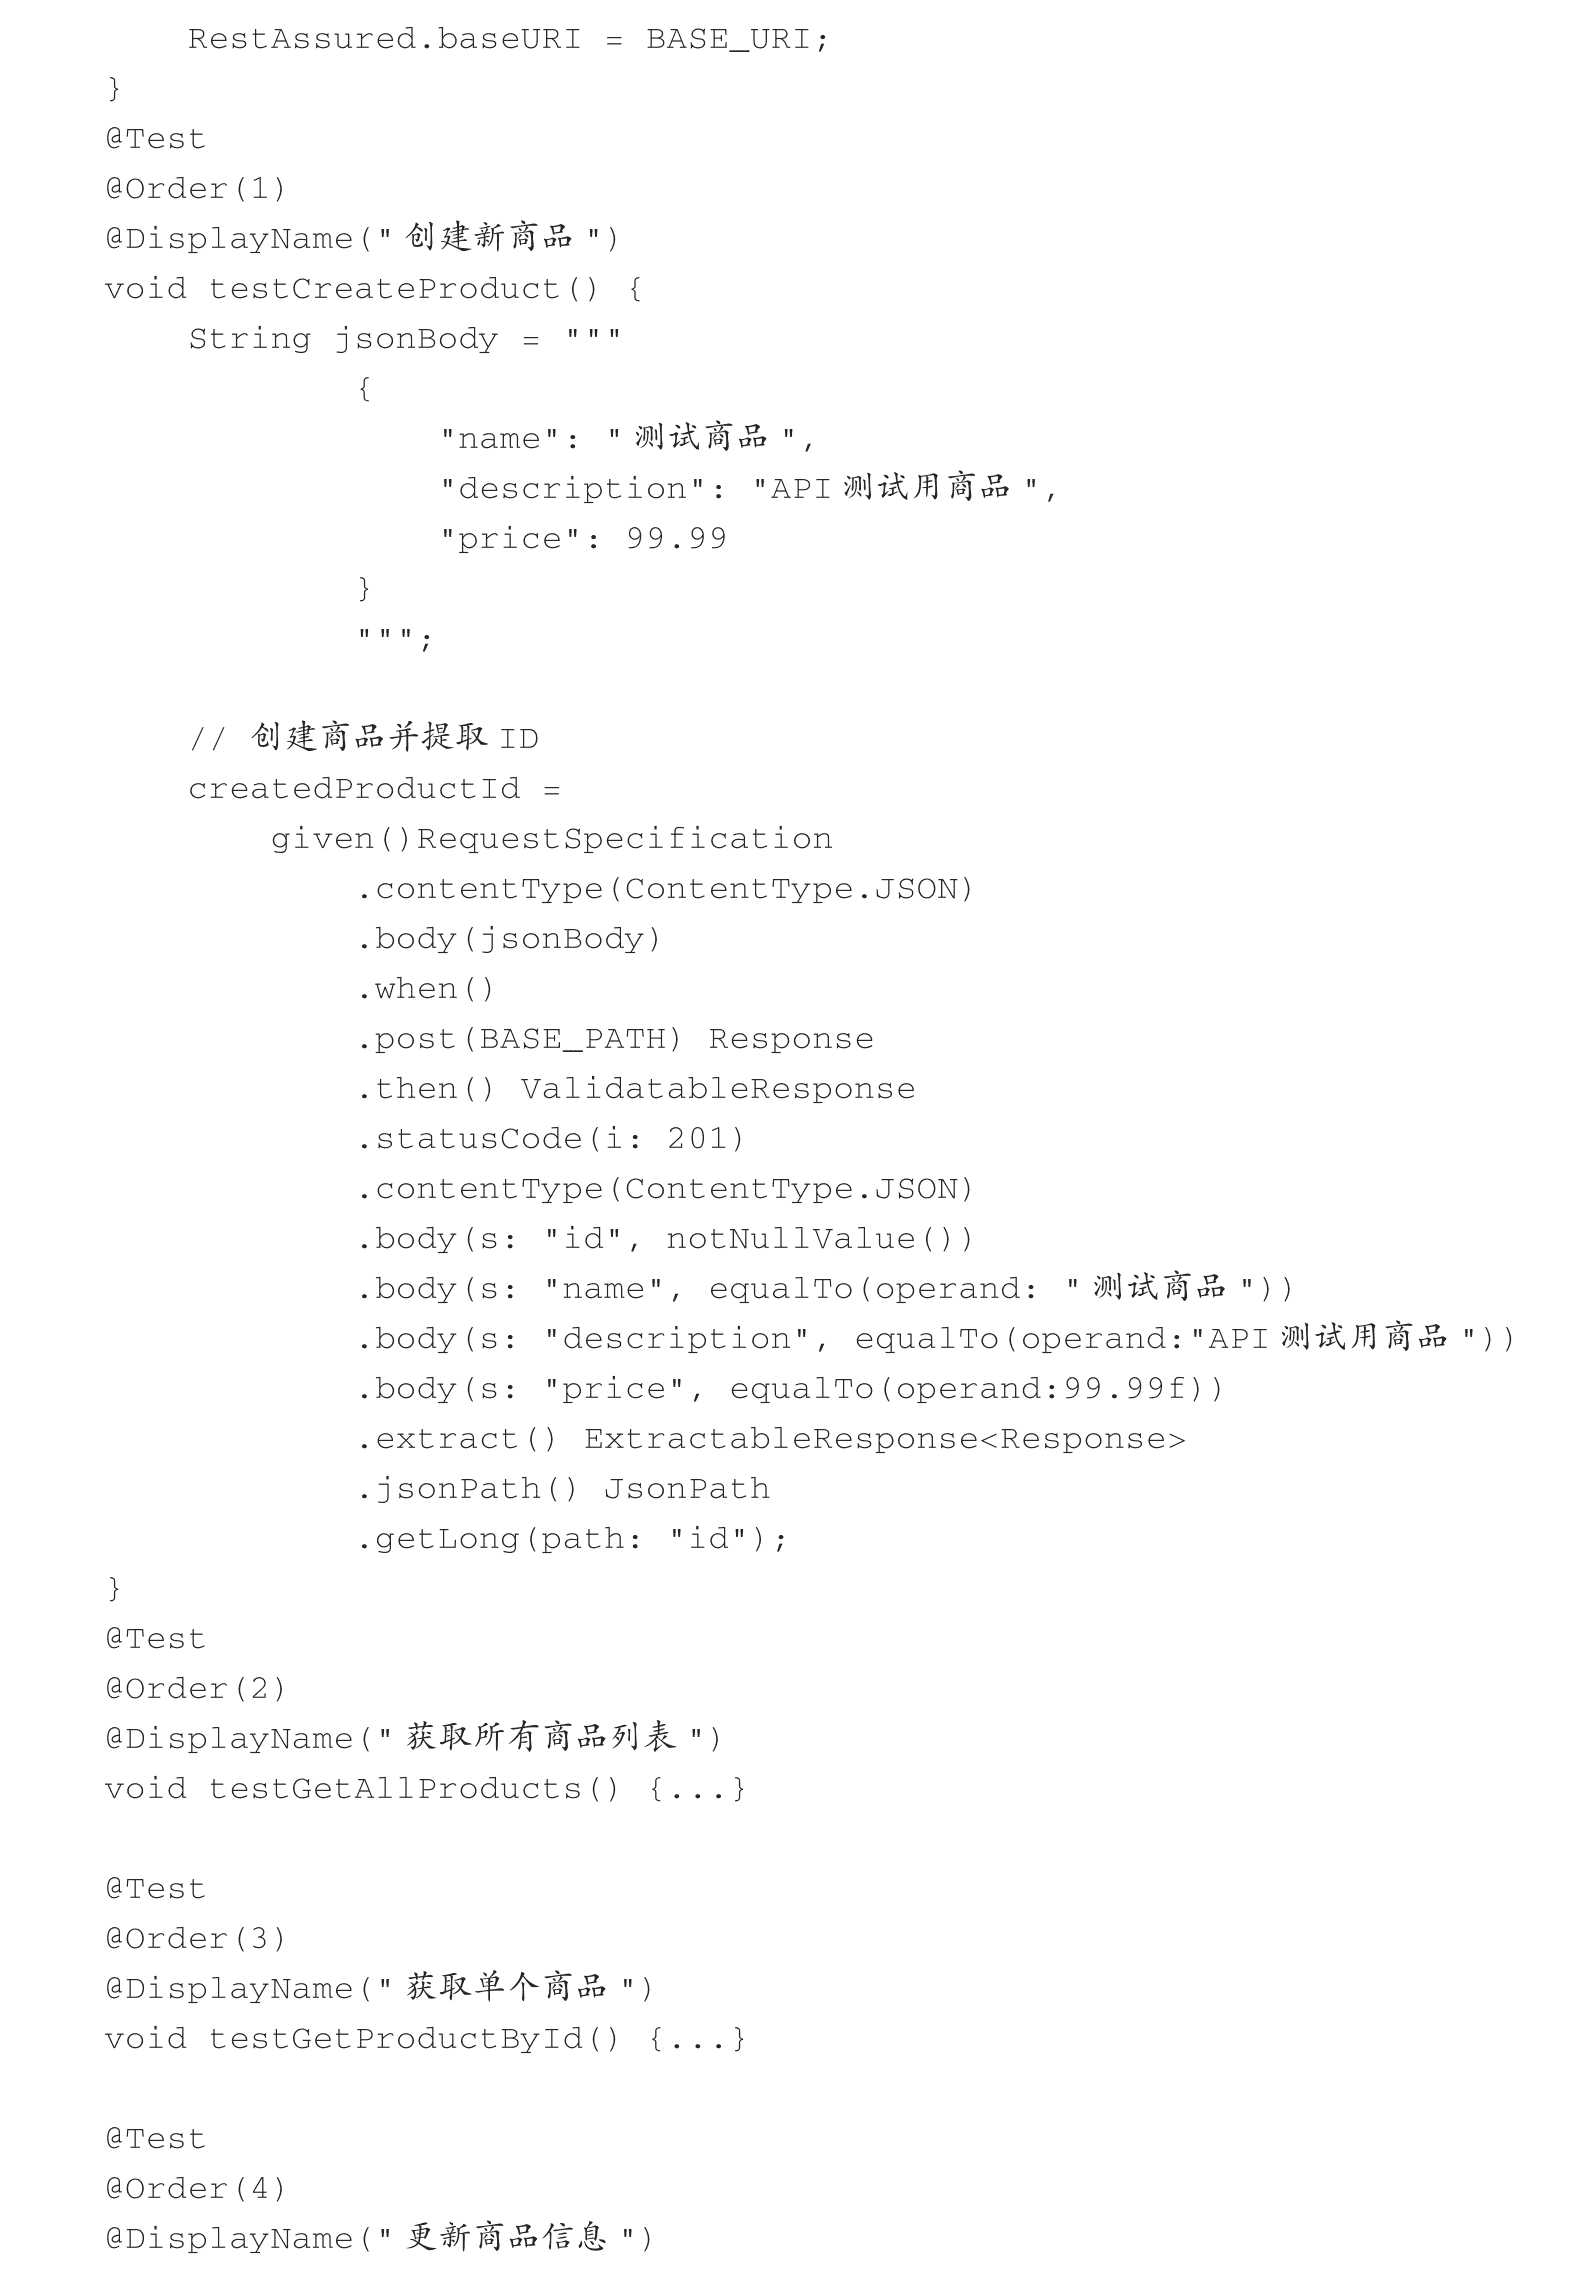 RestAssured.baseURI = BASE_URI;
}
@Test
@Order(1)
@DisplayName("创建新商品")
void testCreateProduct() {
String jsonBody = """
{
"name": "测试商品",
"description": "API测试用商品",
"price": 99.99
}
""";
// 创建商品并提取ID
createdProductId =
given()RequestSpecification
.contentType(ContentType.JSON)
.body(jsonBody)
.when()
.post(BASE_PATH) Response
.then() ValidatableResponse
.statusCode(i: 201)
.contentType(ContentType.JSON)
.body(s: "id", notNullValue())
.body(s: "name", equalTo(operand: "测试商品"))
.body(s: "description", equalTo(operand:"API测试用商品"))
.body(s: "price", equalTo(operand:99.99f))
.extract() ExtractableResponse<Response>
.jsonPath() JsonPath
.getLong(path: "id");
}
@Test
@Order(2)
@DisplayName("获取所有商品列表")
void testGetAllProducts() {...}
@Test
@Order(3)
@DisplayName("获取单个商品")
void testGetProductById() {...}
@Test
@Order(4)
@DisplayName("更新商品信息")